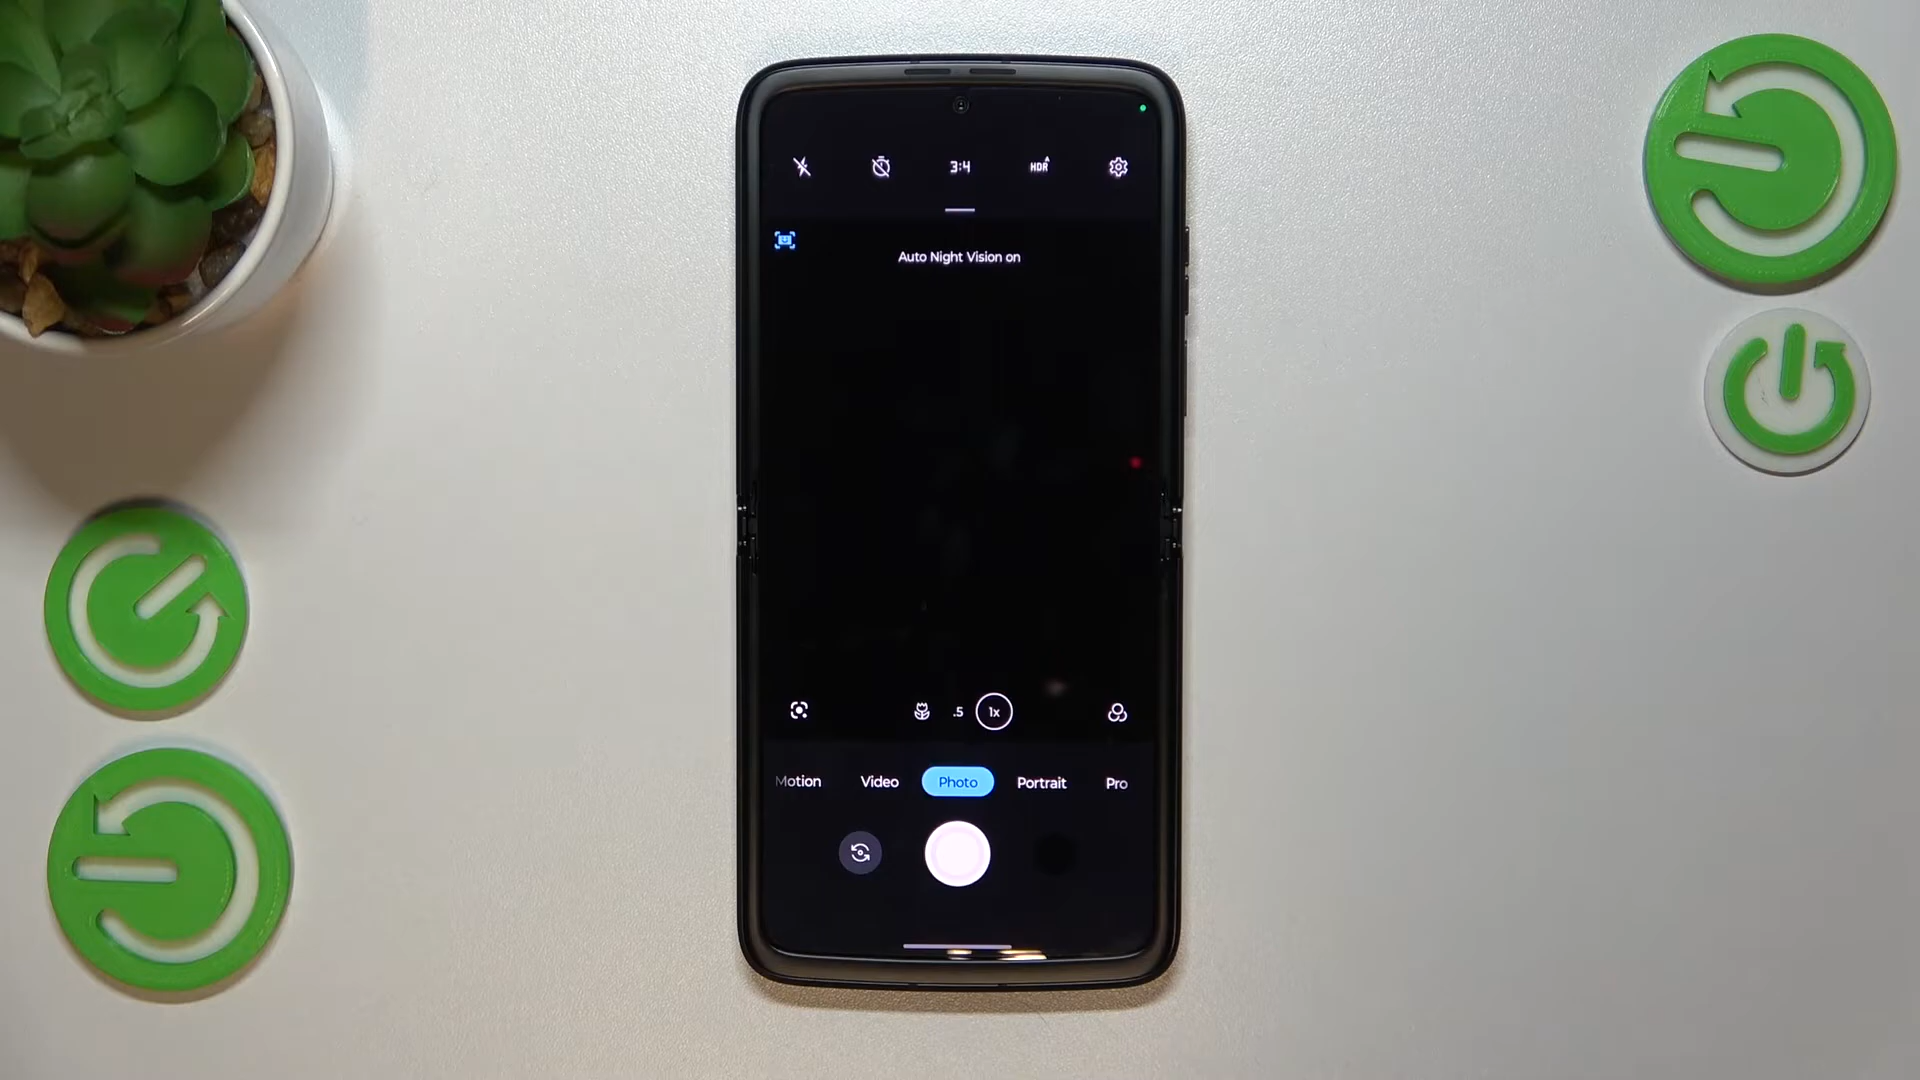 3:4 HDR A
Auto Night Vision on
.5 1x
Motion Video Photo Portrait Pro